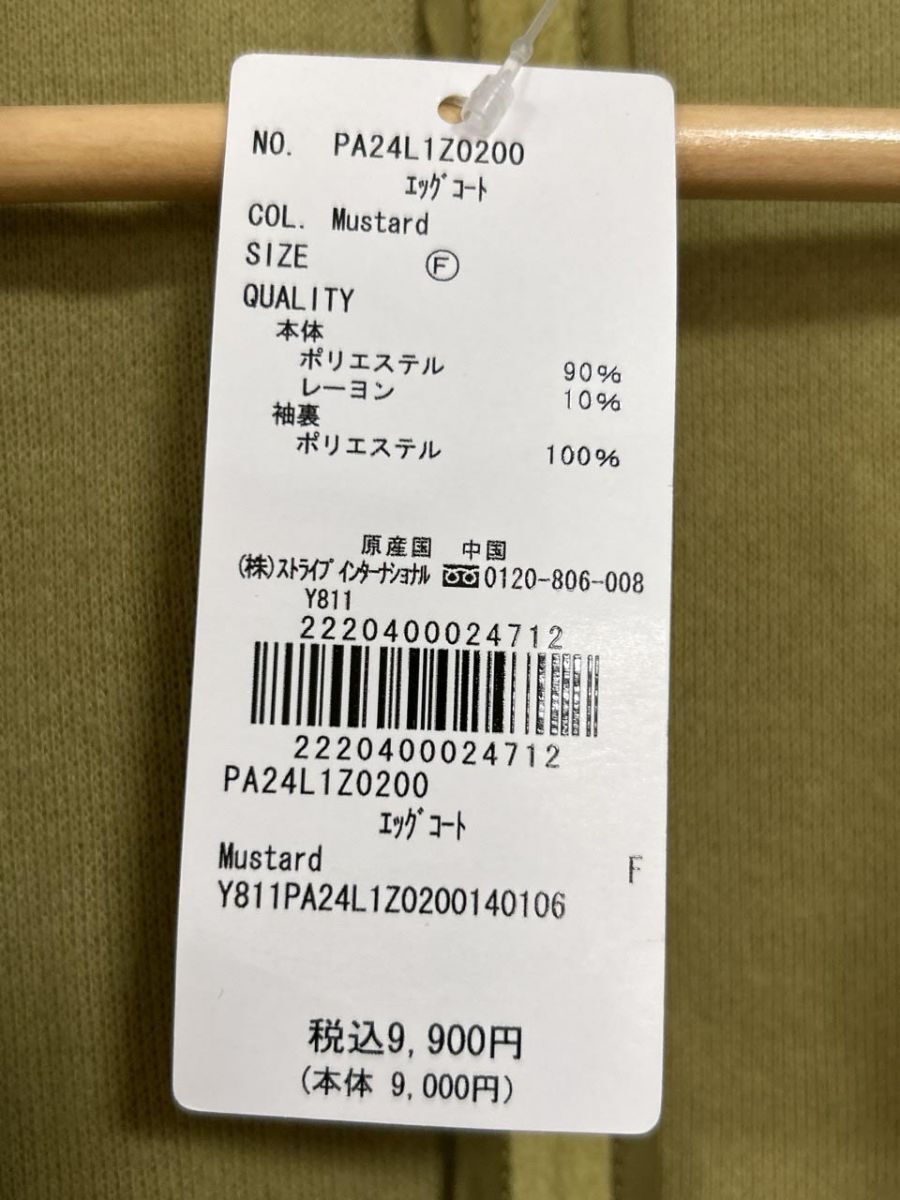 NO. PA24L1Z0200
ｴｯｸﾞｺｰﾄ
COL. Mustard
SIZE Ⓕ
QUALITY
本体
ポリエステル 90%
レーヨン 10%
袖裏
ポリエステル 100%
原産国 中国
(株)ｽﾄﾗｲﾌﾟｲﾝﾀｰﾅｼｮﾅﾙ 0120-806-008
Y811
2220400024712
2220400024712
PA24L1Z0200
ｴｯｸﾞｺｰﾄ
Mustard F
Y811PA24L1Z0200140106
税込9,900円
(本体 9,000円)